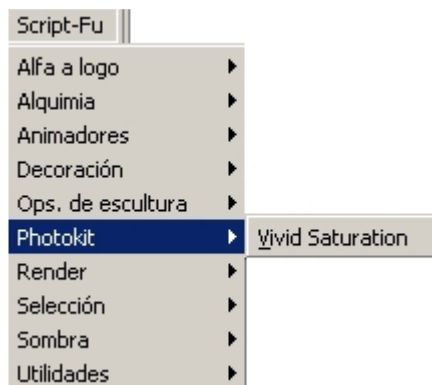 Script-Fu
Alfa a logo
Alquimia
Animadores
Decoración
Ops. de escultura
Photokit
Vivid Saturation
Render
Selección
Sombra
Utilidades